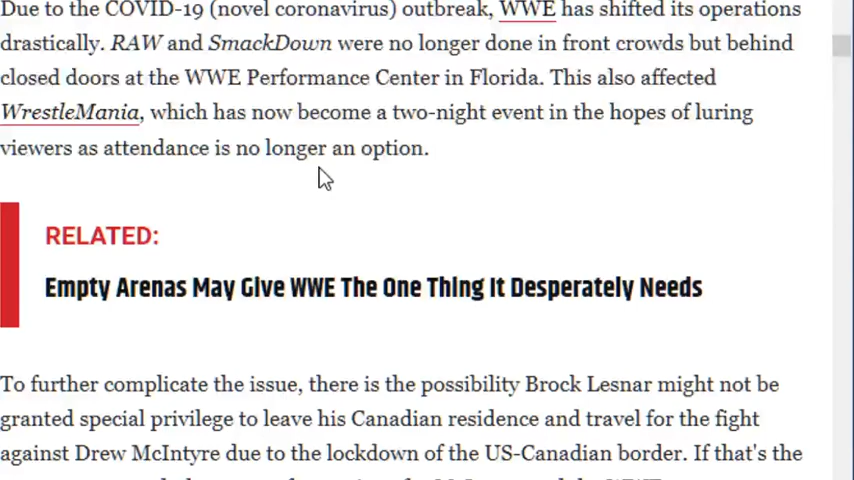 Due to the COVID-19 (novel coronavirus) outbreak, WWE has shifted its operations
drastically. RAW and SmackDown were no longer done in front crowds but behind
closed doors at the WWE Performance Center in Florida. This also affected
WrestleMania, which has now become a two-night event in the hopes of luring
viewers as attendance is no longer an option.
RELATED:
Empty Arenas May Give WWE The One Thing It Desperately Needs
To further complicate the issue, there is the possibility Brock Lesnar might not be
granted special privilege to leave his Canadian residence and travel for the fight
against Drew McIntyre due to the lockdown of the US-Canadian border. If that's the